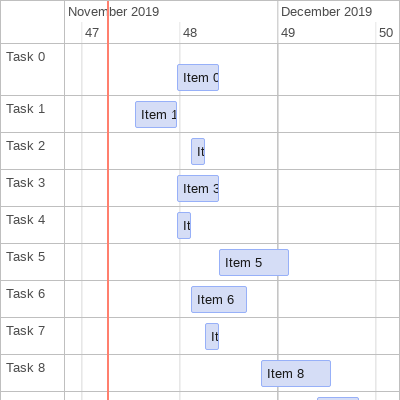 November 2019 December 2019
47 48 49 50
Task 0
Item 0
Task 1 Item 1
Task 2 It
Task 3 Item 3
Task 4 It
Task 5 Item 5
Task 6 Item 6
Task 7 It
Task 8 Item 8